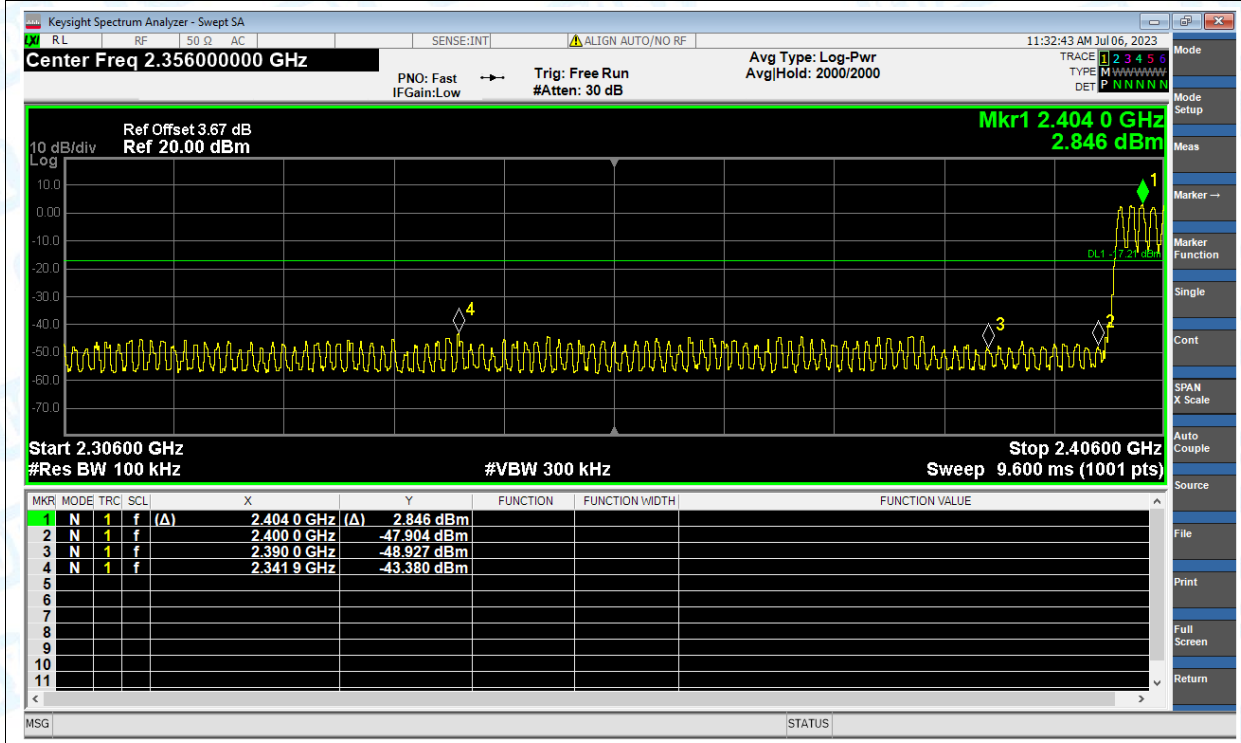 Keysight Spectrum Analyzer - Swept SA
LXI RL RF 50 Ω AC SENSE:INT ALIGN AUTO/NO RF 11:32:43 AM Jul 06, 2023
Center Freq 2.356000000 GHz
PNO: Fast
IFGain:Low
Trig: Free Run
#Atten: 30 dB
Avg Type: Log-Pwr
Avg|Hold: 2000/2000
TRACE 1 2 3 4 5 6
TYPE M WWWWW
DET P N N N N N
Ref Offset 3.67 dB
10 dB/div Ref 20.00 dBm
Log
Mkr1 2.404 0 GHz
2.846 dBm
10.0
0.00
-10.0
-20.0
-30.0
-40.0
-50.0
-60.0
-70.0
1
DL1 -17.21 dBm
4
3
2
Start 2.30600 GHz Stop 2.40600 GHz
#Res BW 100 kHz #VBW 300 kHz Sweep 9.600 ms (1001 pts)
MKR MODE TRC SCL X Y FUNCTION FUNCTION WIDTH FUNCTION VALUE
1 N 1 f (Δ) 2.404 0 GHz (Δ) 2.846 dBm
2 N 1 f 2.400 0 GHz -47.904 dBm
3 N 1 f 2.390 0 GHz -48.927 dBm
4 N 1 f 2.341 9 GHz -43.380 dBm
5
6
7
8
9
10
11
MSG STATUS
Mode
Mode
Setup
Meas
Marker →
Marker
Function
Single
Cont
SPAN
X Scale
Auto
Couple
Source
File
Print
Full
Screen
Return